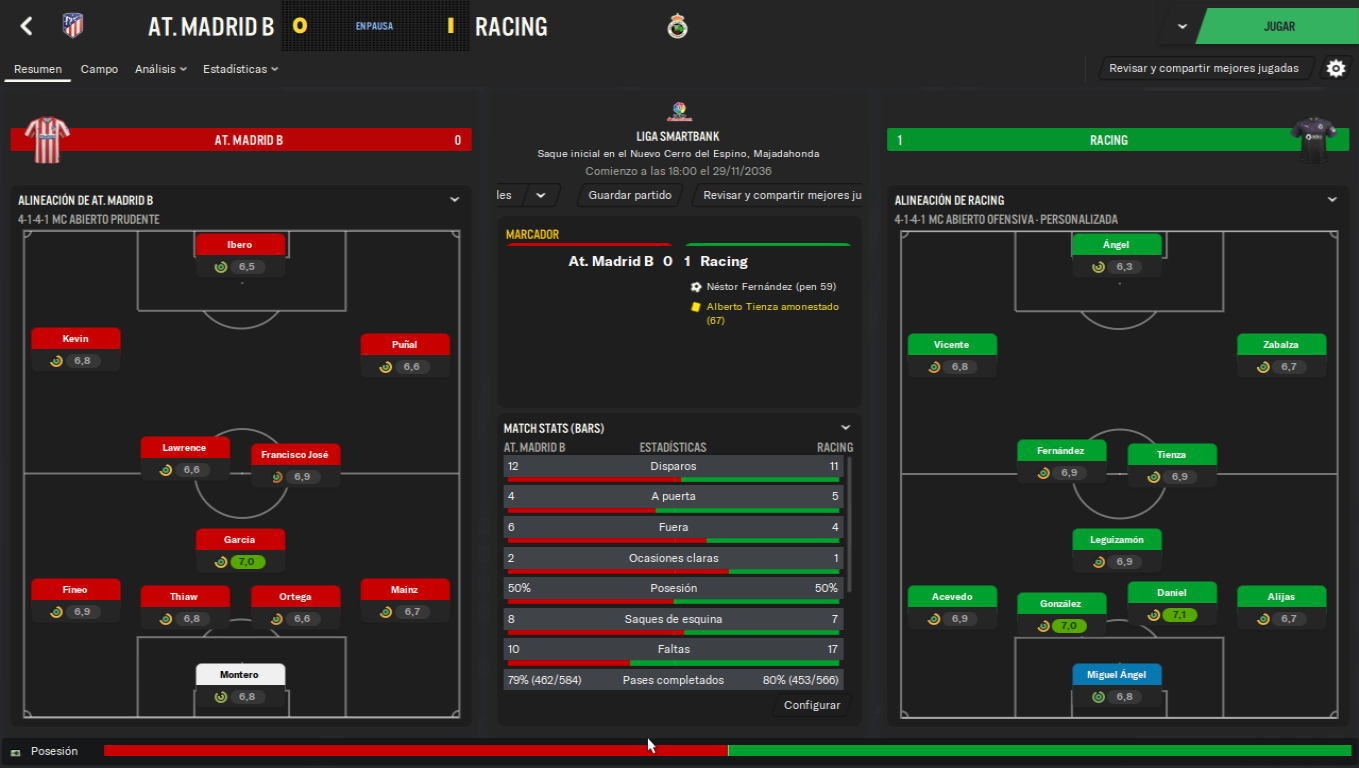 AT. MADRID B 0 EN PAUSA 1 RACING
JUGAR
Resumen Campo Análisis Estadísticas
Revisar y compartir mejores jugadas
AT. MADRID B 0
ALINEACIÓN DE AT. MADRID B
4-1-4-1 MC ABIERTO PRUDENTE
Ibero
6,5
Kevin
6,8
Puñal
6,6
Lawrence
6,6
Francisco José
6,9
García
7,0
Fineo
6,9
Thiaw
6,8
Ortega
6,6
Mainz
6,7
Montero
6,8
LIGA SMARTBANK
Saque inicial en el Nuevo Cerro del Espino, Majadahonda
Comienzo a las 18:00 el 29/11/2036
les Guardar partido Revisar y compartir mejores ju
MARCADOR
At. Madrid B 0 1 Racing
Néstor Fernández (pen 59)
Alberto Tienza amonestado
(67)
MATCH STATS (BARS)
AT. MADRID B ESTADÍSTICAS RACING
12 Disparos 11
4 A puerta 5
6 Fuera 4
2 Ocasiones claras 1
50% Posesión 50%
8 Saques de esquina 7
10 Faltas 17
79% (462/584) Pases completados 80% (453/566)
Configurar
1 RACING
ALINEACIÓN DE RACING
4-1-4-1 MC ABIERTO OFENSIVA - PERSONALIZADA
Ángel
6,3
Vicente
6,8
Zabalza
6,7
Fernández
6,9
Tienza
6,9
Leguizamón
6,9
Acevedo
6,9
González
7,0
Daniel
7,1
Alijas
6,7
Miguel Ángel
6,8
Posesión